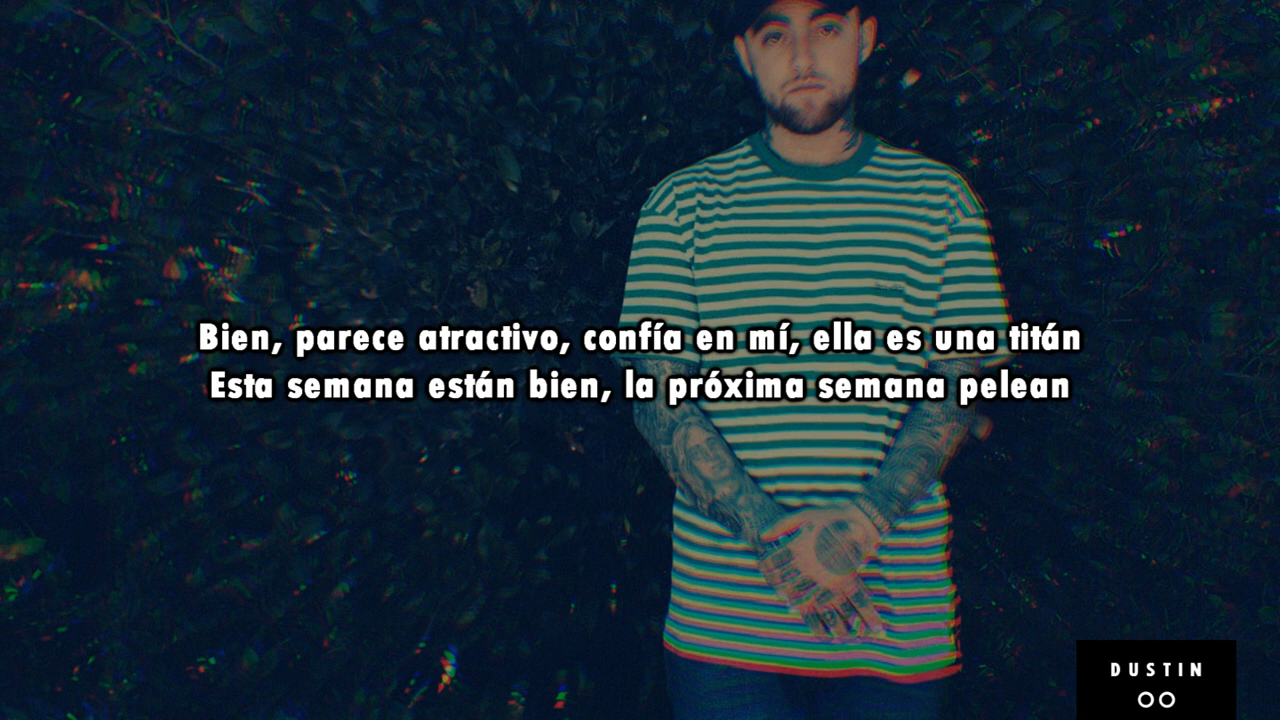 Bien, parece atractivo, confía en mí, ella es una titán
Esta semana están bien, la próxima semana pelean
DUSTIN